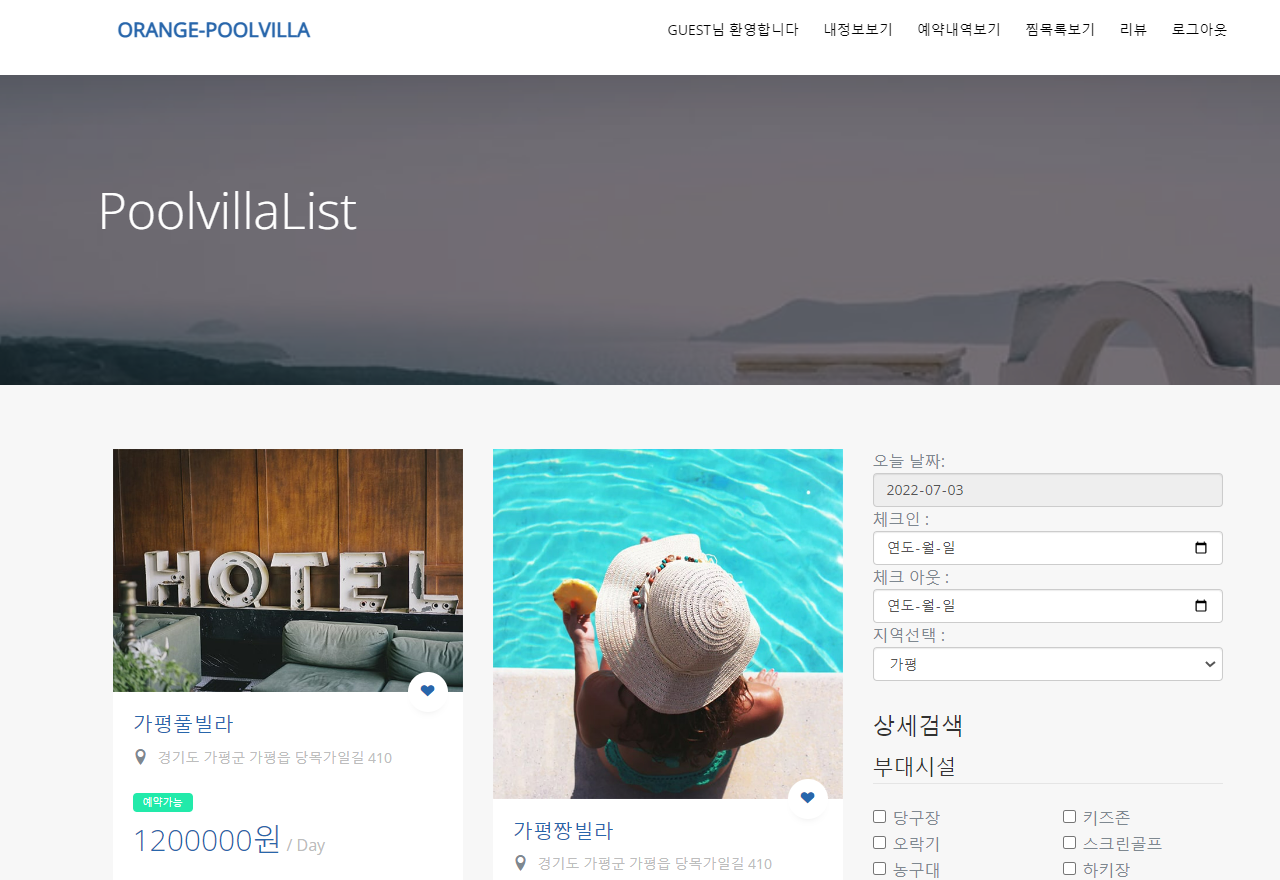 ORANGE-POOLVILLA
GUEST님 환영합니다 내정보보기 예약내역보기 찜목록보기 리뷰 로그아웃
PoolvillaList
HOTEL
가평풀빌라
경기도 가평군 가평읍 당목가일길 410
예약가능
1200000원 / Day
가평짱빌라
경기도 가평군 가평읍 당목가일길 410
오늘 날짜:
2022-07-03
체크인 :
연도-월-일
체크 아웃 :
연도-월-일
지역선택 :
가평
상세검색
부대시설
당구장 키즈존
오락기 스크린골프
농구대 하키장